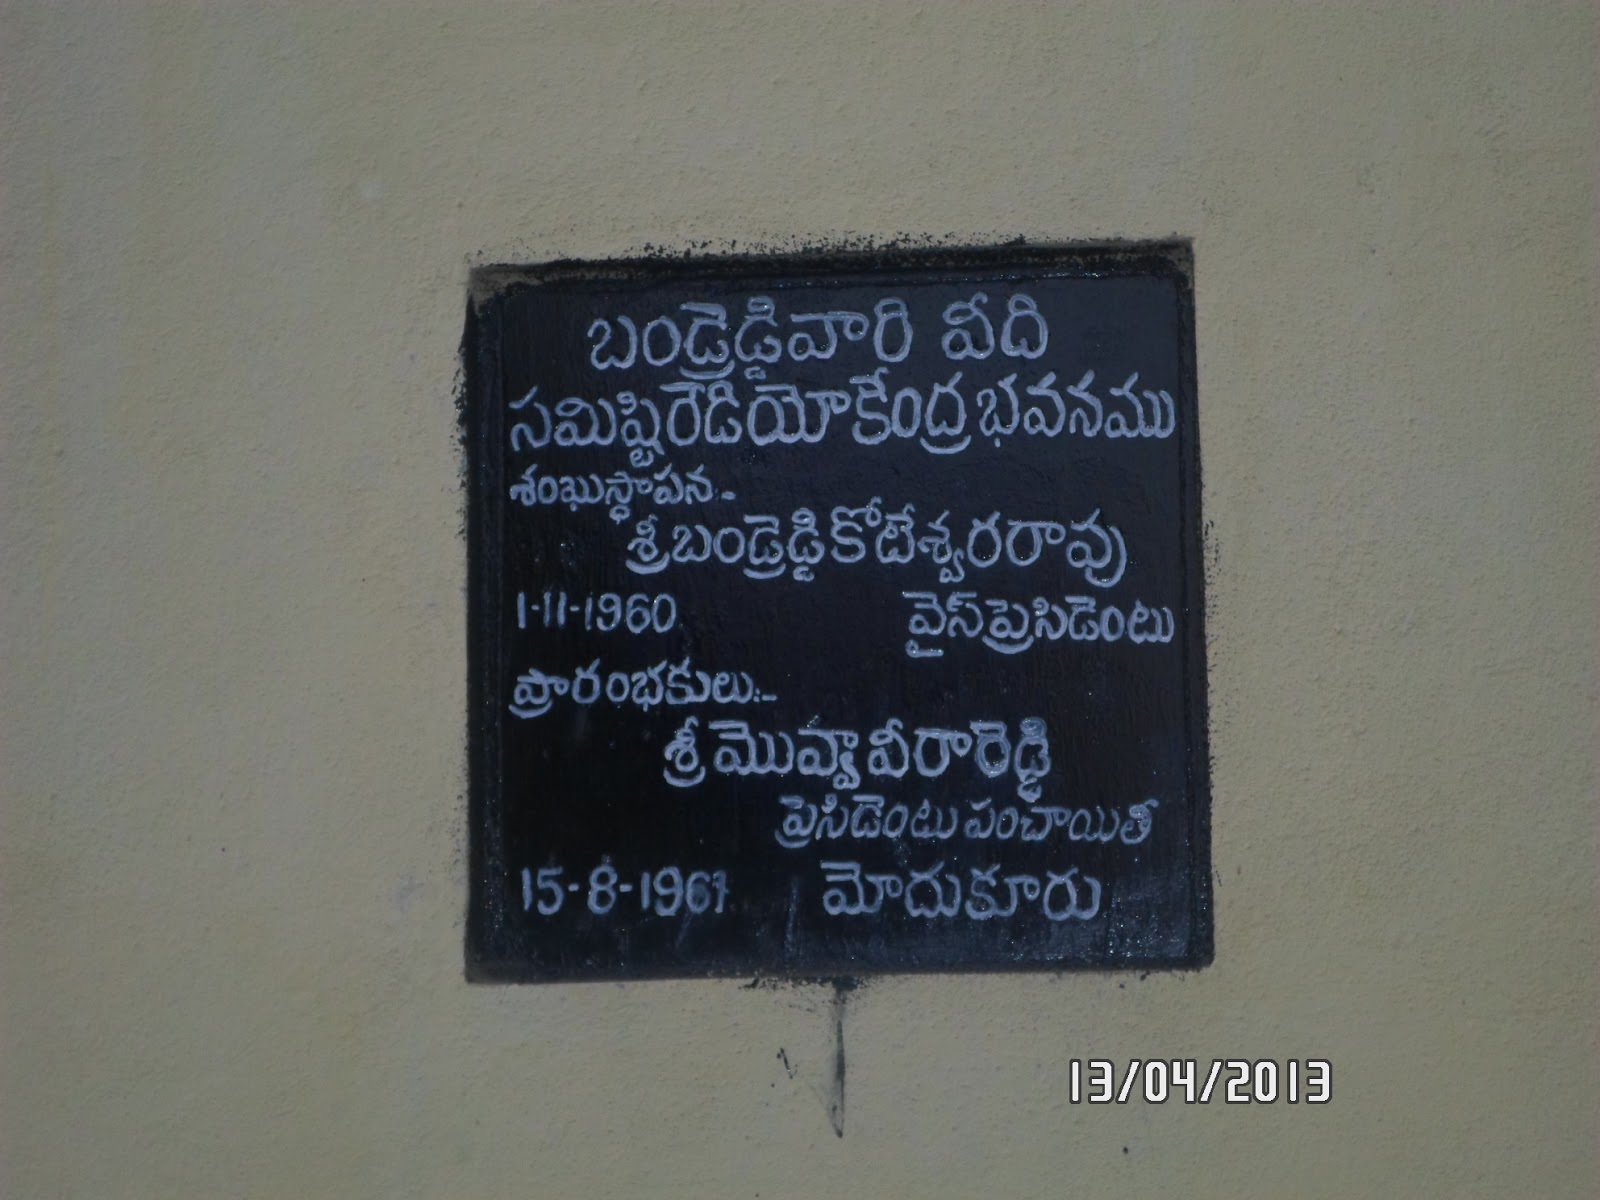 బండ్రెడ్డివారి వీది
సమిష్టిరేడియోకేంద్రభవనము
శంఖుస్థాపన:-
శ్రీబండ్రెడ్డికోటేశ్వరరావు
1-11-1960 వైస్‌ప్రెసిడెంటు
ప్రారంభకులు:-
శ్రీమొవ్వావీరారెడ్డి
ప్రెసిడెంటు పంచాయితీ
15-8-1961 మోదుకూరు
13/04/2013